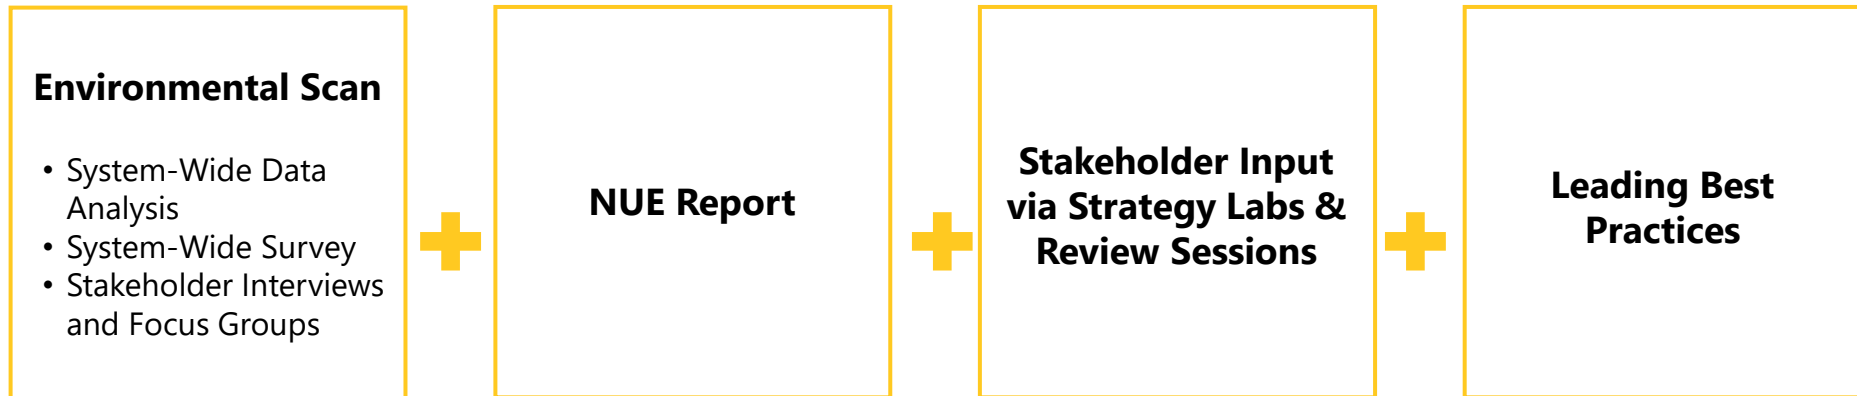 Environmental Scan
• System-Wide Data
Analysis
• System-Wide Survey
• Stakeholder Interviews
and Focus Groups
NUE Report
Stakeholder Input
via Strategy Labs &
Review Sessions
Leading Best
Practices